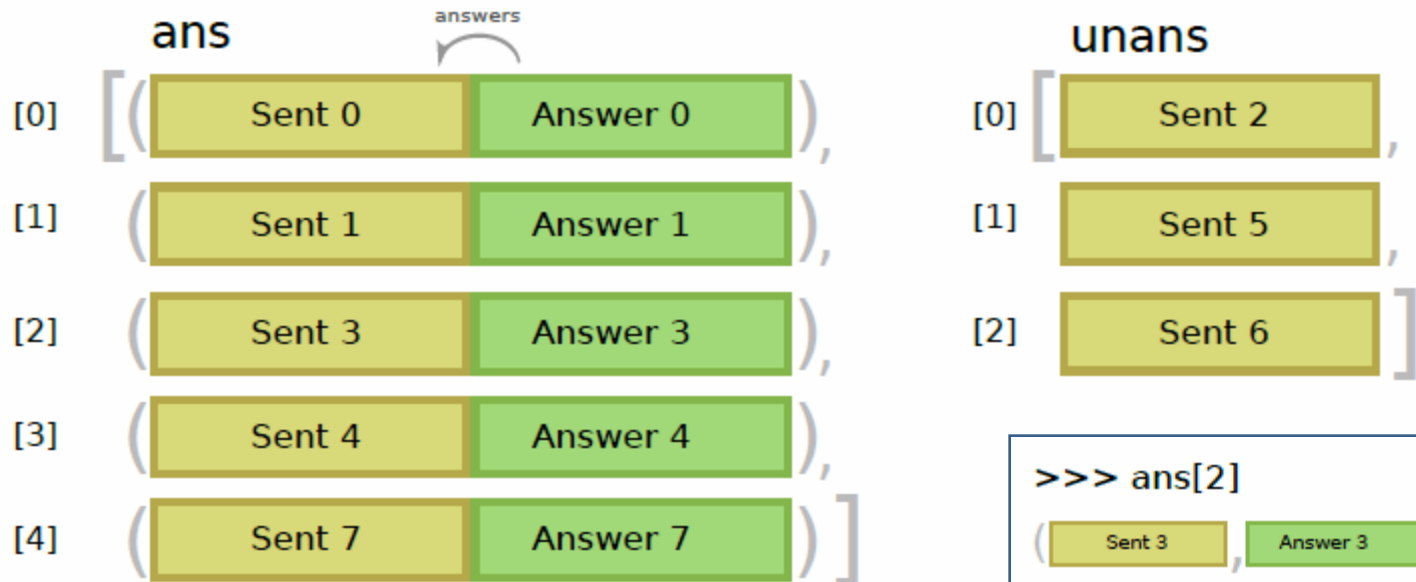 answers
ans
unans
[0] [( Sent 0 Answer 0 ),
[0] [ Sent 2 ,
[1] ( Sent 1 Answer 1 ),
[1] Sent 5 ,
[2] ( Sent 3 Answer 3 ),
[2] Sent 6 ]
[3] ( Sent 4 Answer 4 ),
[4] ( Sent 7 Answer 7 )]
>>> ans[2]
( Sent 3 , Answer 3